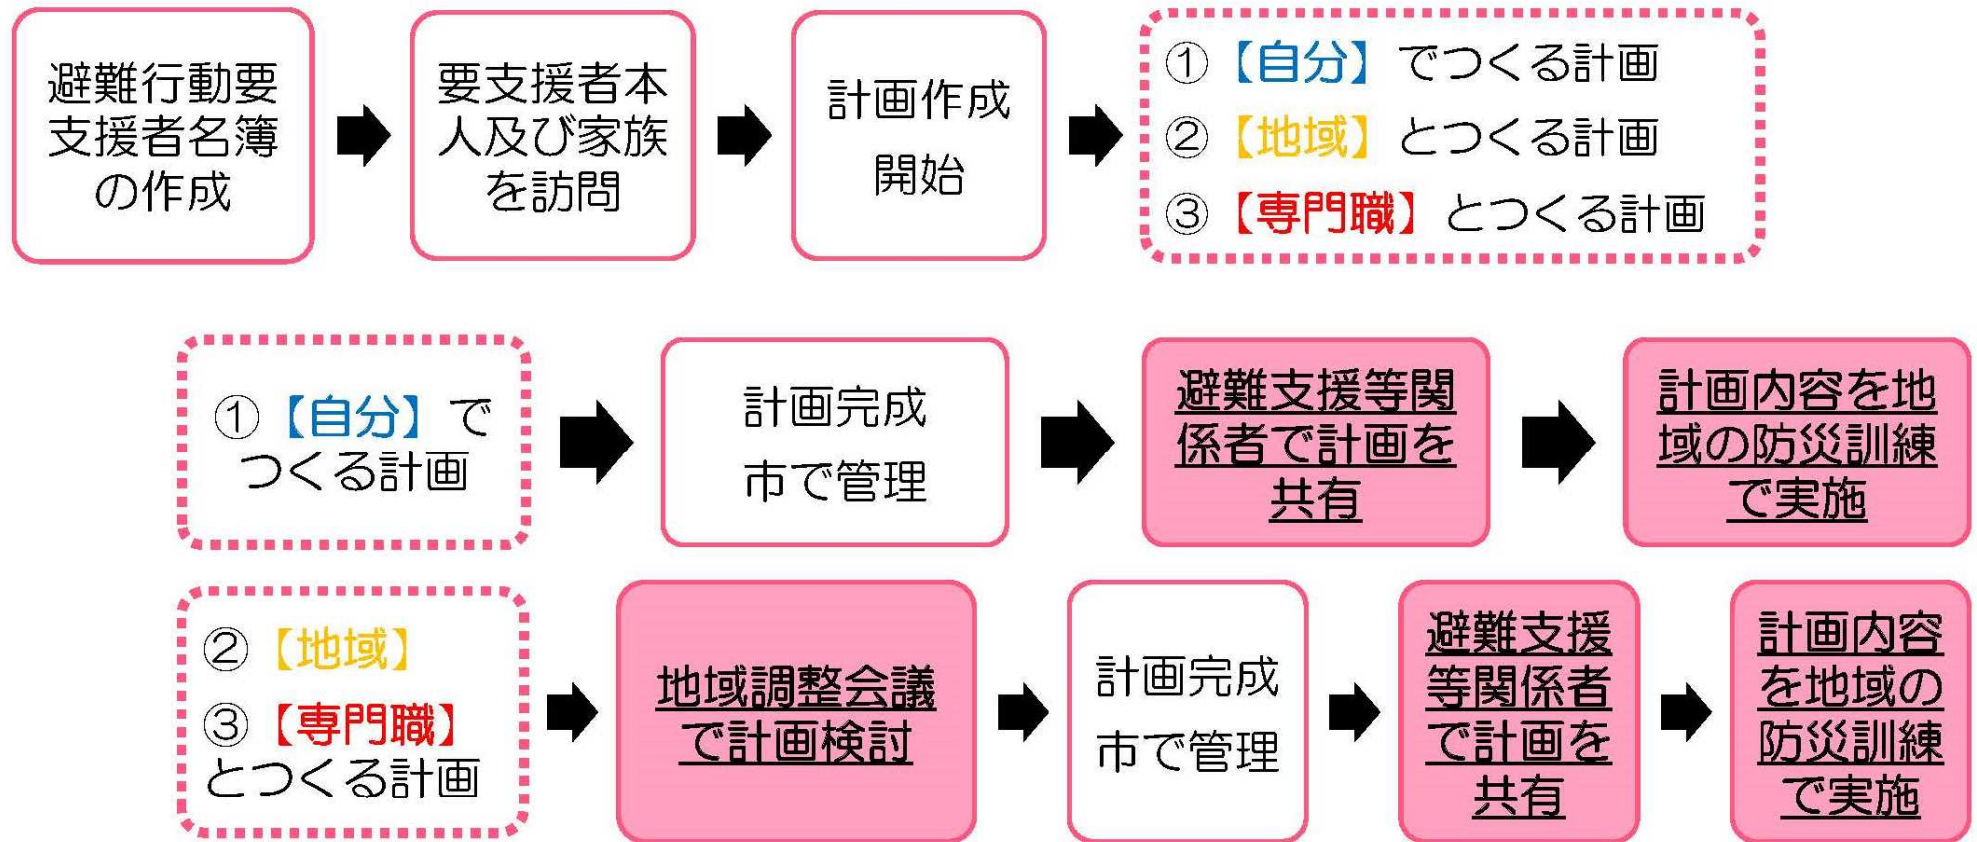 避難行動要
支援者名簿
の作成
要支援者本
人及び家族
を訪問
計画作成
開始
①【自分】でつくる計画
②【地域】とつくる計画
③【専門職】とつくる計画
①【自分】で
つくる計画
計画完成
市で管理
避難支援等関
係者で計画を
共有
計画内容を地
域の防災訓練
で実施
②【地域】
③【専門職】
とつくる計画
地域調整会議
で計画検討
計画完成
市で管理
避難支援
等関係者
で計画を
共有
計画内容
を地域の
防災訓練
で実施